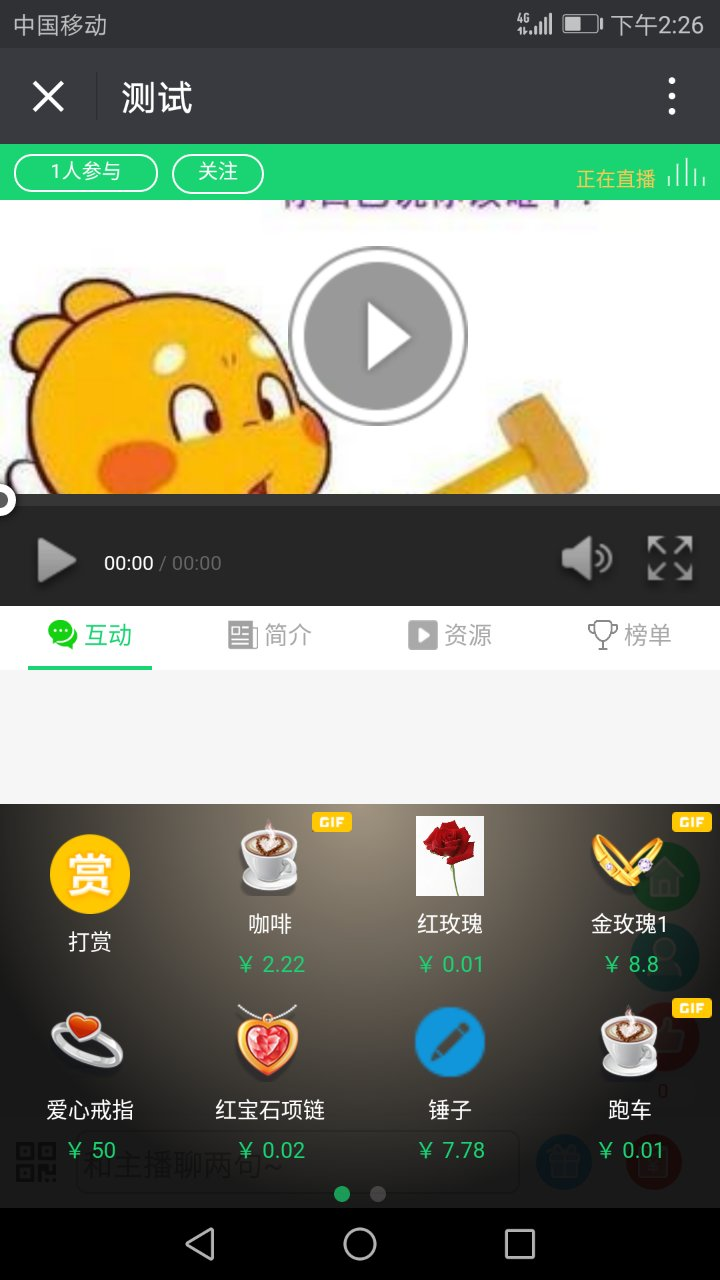 中国移动 4G 下午2:26
测试
1人参与 关注 正在直播
00:00 / 00:00
互动 简介 资源 榜单
GIF GIF
赏
打赏 咖啡 红玫瑰 金玫瑰1
¥ 2.22 ¥ 0.01 ¥ 8.8
GIF
爱心戒指 红宝石项链 锤子 跑车
0
¥ 50 ¥ 0.02 ¥ 7.78 ¥ 0.01
和主播聊两句~